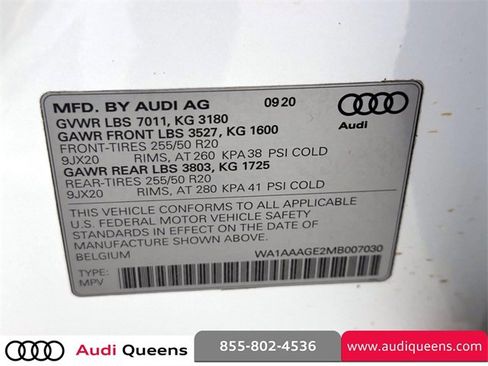 MFD. BY AUDI AG 0920
GVWR LBS 7011, KG 3180
GAWR FRONT LBS 3527, KG 1600
FRONT-TIRES 255/50 R20
9JX20 RIMS, AT 260 KPA 38 PSI COLD
GAWR REAR LBS 3803, KG 1725
REAR-TIRES 255/50 R20
9JX20 RIMS, AT 280 KPA 41 PSI COLD
Audi
THIS VEHICLE CONFORMS TO ALL APPLICABLE
U.S. FEDERAL MOTOR VEHICLE SAFETY
STANDARDS IN EFFECT ON THE DATE OF
MANUFACTURE SHOWN ABOVE.
BELGIUM WA1AAAGE2MB007030
TYPE:
MPV
Audi Queens 855-802-4536 www.audiqueens.com